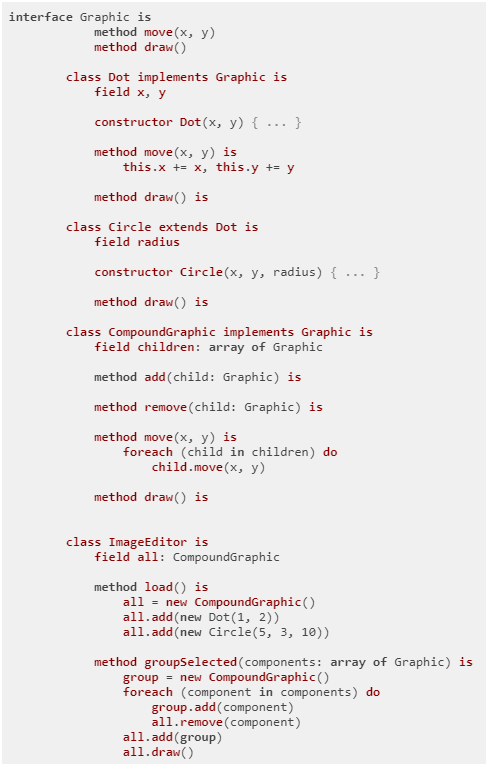 interface Graphic is
method move(x, y)
method draw()
class Dot implements Graphic is
field x, y
constructor Dot(x, y) { ... }
method move(x, y) is
this.x += x, this.y += y
method draw() is
class Circle extends Dot is
field radius
constructor Circle(x, y, radius) { ... }
method draw() is
class CompoundGraphic implements Graphic is
field children: array of Graphic
method add(child: Graphic) is
method remove(child: Graphic) is
method move(x, y) is
foreach (child in children) do
child.move(x, y)
method draw() is
class ImageEditor is
field all: CompoundGraphic
method load() is
all = new CompoundGraphic()
all.add(new Dot(1, 2))
all.add(new Circle(5, 3, 10))
method groupSelected(components: array of Graphic) is
group = new CompoundGraphic()
foreach (component in components) do
group.add(component)
all.remove(component)
all.add(group)
all.draw()